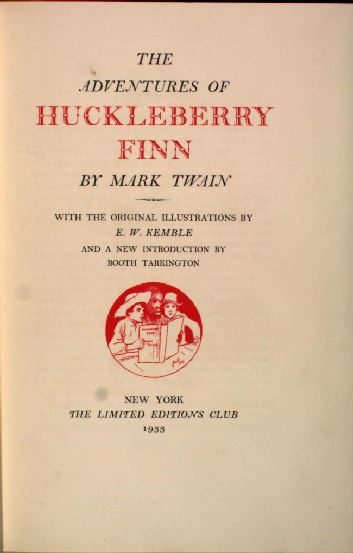 THE
ADVENTURES OF
HUCKLEBERRY
FINN
BY MARK TWAIN
WITH THE ORIGINAL ILLUSTRATIONS BY
E. W. KEMBLE
AND A NEW INTRODUCTION BY
BOOTH TARKINGTON
NEW YORK
THE LIMITED EDITIONS CLUB
1933